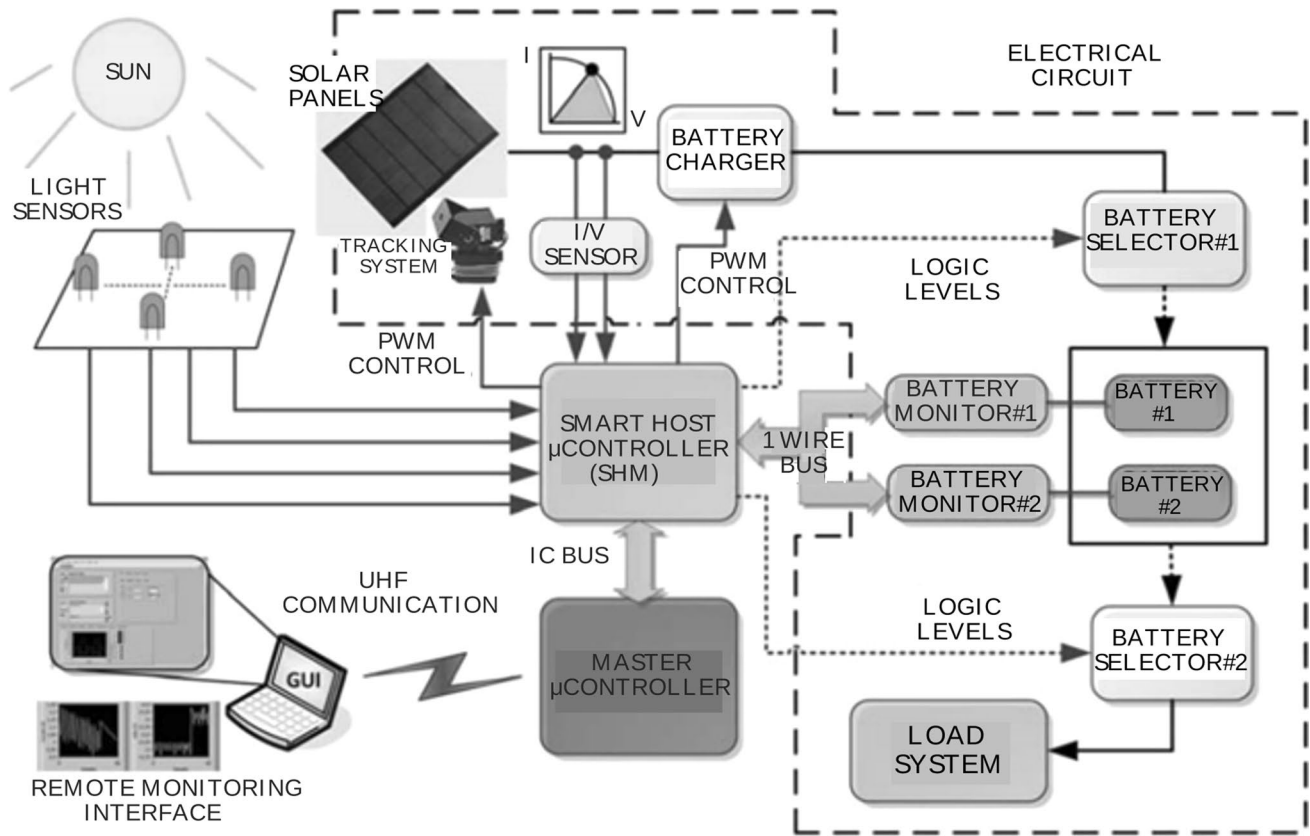 SUN
SOLAR
PANELS
I
V
ELECTRICAL
CIRCUIT
BATTERY
CHARGER
LIGHT
SENSORS
TRACKING
SYSTEM
I/V
SENSOR
PWM
CONTROL
LOGIC
LEVELS
BATTERY
SELECTOR#1
PWM
CONTROL
SMART HOST
µCONTROLLER
(SHM)
1 WIRE
BUS
BATTERY
MONITOR#1
BATTERY
#1
BATTERY
MONITOR#2
BATTERY
#2
IC BUS
UHF
COMMUNICATION
GUI
MASTER
µCONTROLLER
LOGIC
LEVELS
BATTERY
SELECTOR#2
LOAD
SYSTEM
REMOTE MONITORING
INTERFACE